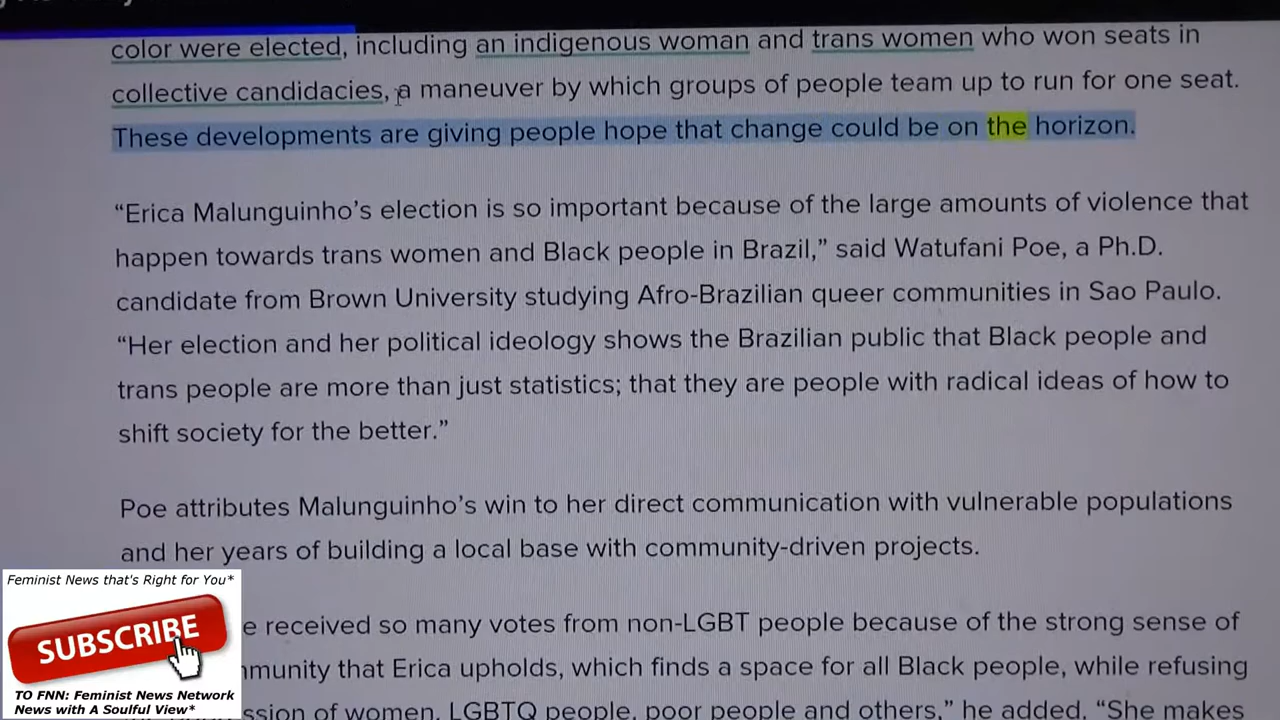 color were elected, including an indigenous woman and trans women who won seats in
collective candidacies, a maneuver by which groups of people team up to run for one seat.
These developments are giving people hope that change could be on the horizon.
“Erica Malunguinho’s election is so important because of the large amounts of violence that
happen towards trans women and Black people in Brazil,” said Watufani Poe, a Ph.D.
candidate from Brown University studying Afro-Brazilian queer communities in Sao Paulo.
“Her election and her political ideology shows the Brazilian public that Black people and
trans people are more than just statistics; that they are people with radical ideas of how to
shift society for the better.”
Poe attributes Malunguinho’s win to her direct communication with vulnerable populations
and her years of building a local base with community-driven projects.
e received so many votes from non-LGBT people because of the strong sense of
mmunity that Erica upholds, which finds a space for all Black people, while refusing
ssion of women, LGBTQ people, poor people and others,” he added. “She makes
Feminist News that's Right for You*
SUBSCRIBE
TO FNN: Feminist News Network
News with A Soulful View*